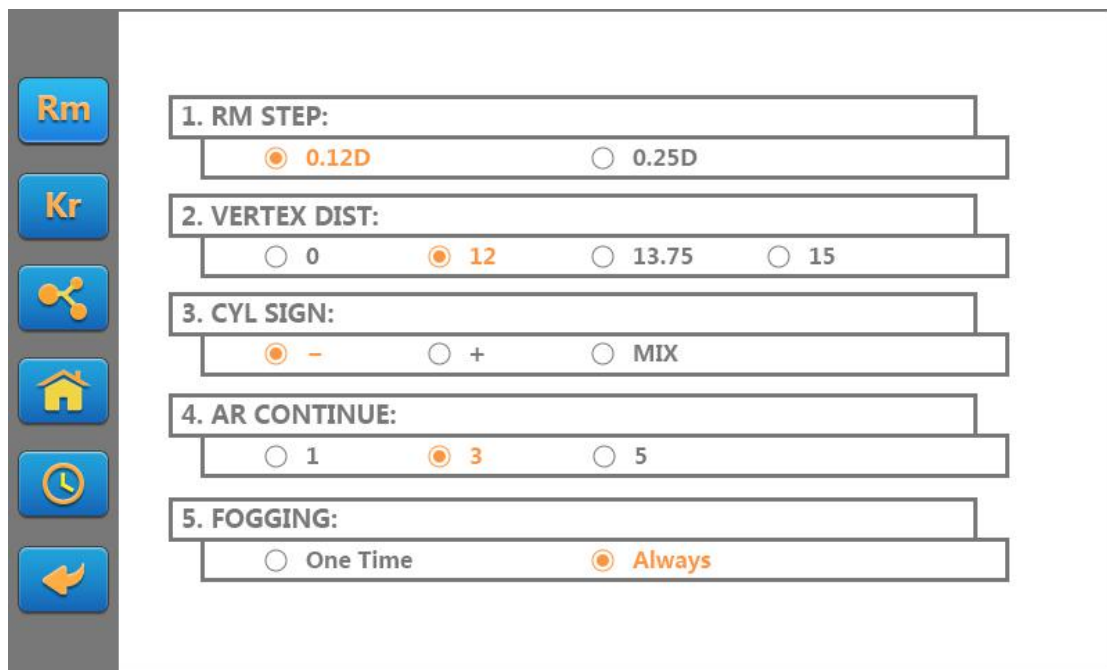 Rm
Kr
1. RM STEP:
0.12D 0.25D
2. VERTEX DIST:
0 12 13.75 15
3. CYL SIGN:
– + MIX
4. AR CONTINUE:
1 3 5
5. FOGGING:
One Time Always